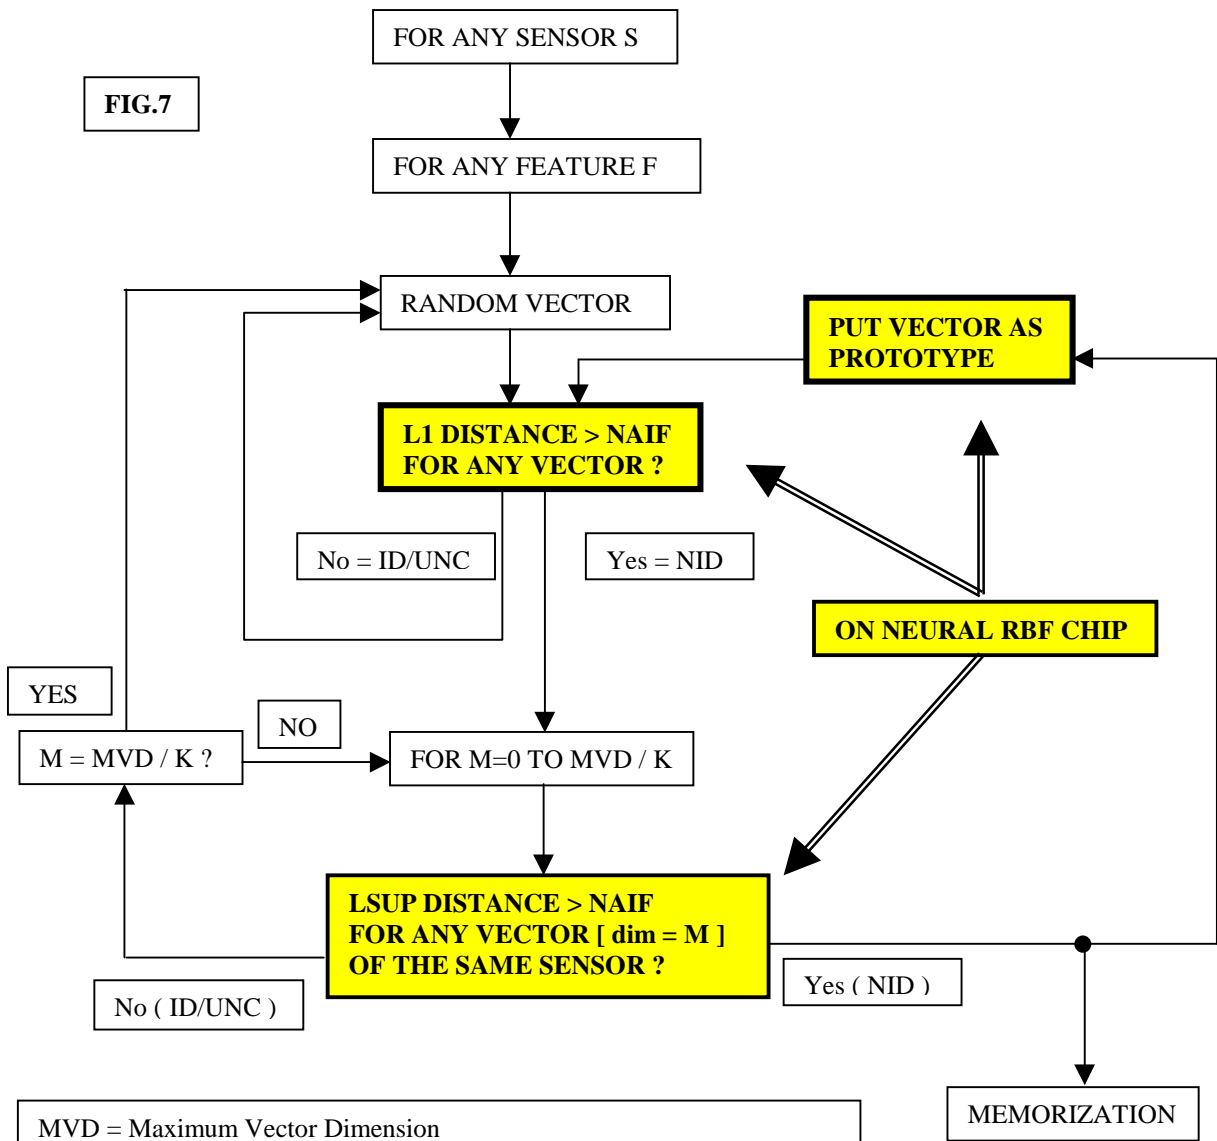 FOR ANY SENSOR S
FIG.7
FOR ANY FEATURE F
RANDOM VECTOR
PUT VECTOR AS
PROTOTYPE
L1 DISTANCE > NAIF
FOR ANY VECTOR ?
No = ID/UNC
Yes = NID
ON NEURAL RBF CHIP
YES
NO
M = MVD / K ?
FOR M=0 TO MVD / K
LSUP DISTANCE > NAIF
FOR ANY VECTOR [ dim = M ]
OF THE SAME SENSOR ?
Yes ( NID )
No ( ID/UNC )
MEMORIZATION
MVD = Maximum Vector Dimension